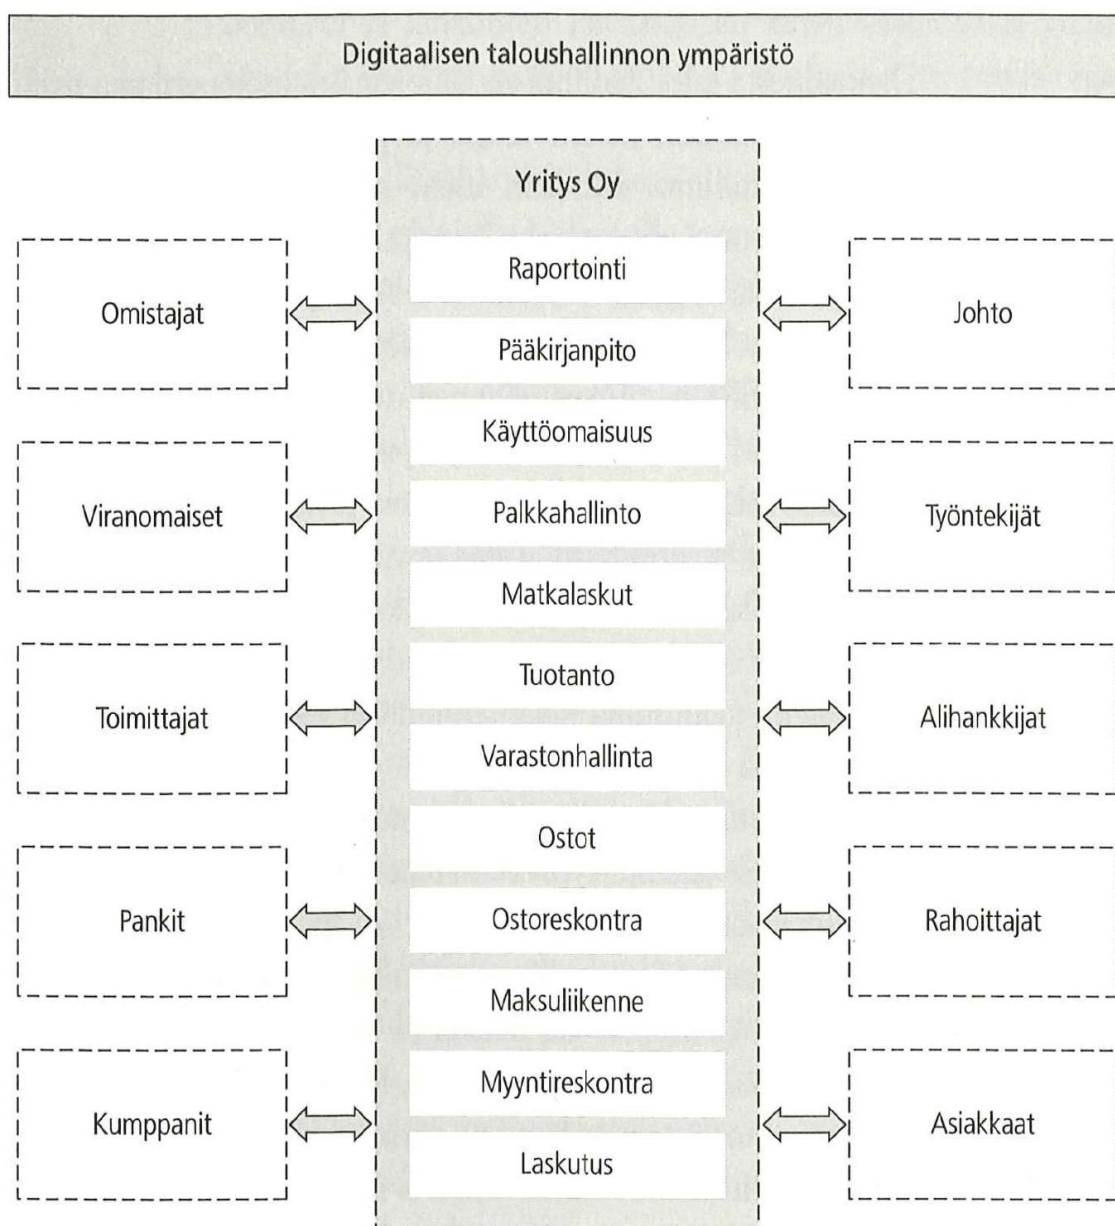 Digitaalisen taloushallinnon ympäristö
Yritys Oy
Raportointi
Omistajat
Johto
Pääkirjanpito
Käyttöomaisuus
Viranomaiset
Palkkahallinto
Työntekijät
Matkalaskut
Tuotanto
Toimittajat
Alihankkijat
Varastonhallinta
Ostot
Pankit
Ostoreskontra
Rahoittajat
Maksuliikenne
Myyntireskontra
Kumppanit
Asiakkaat
Laskutus